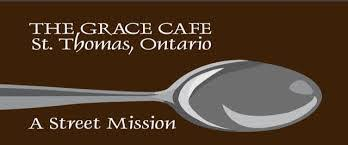 THE GRACE CAFE
St. Thomas, Ontario
A Street Mission